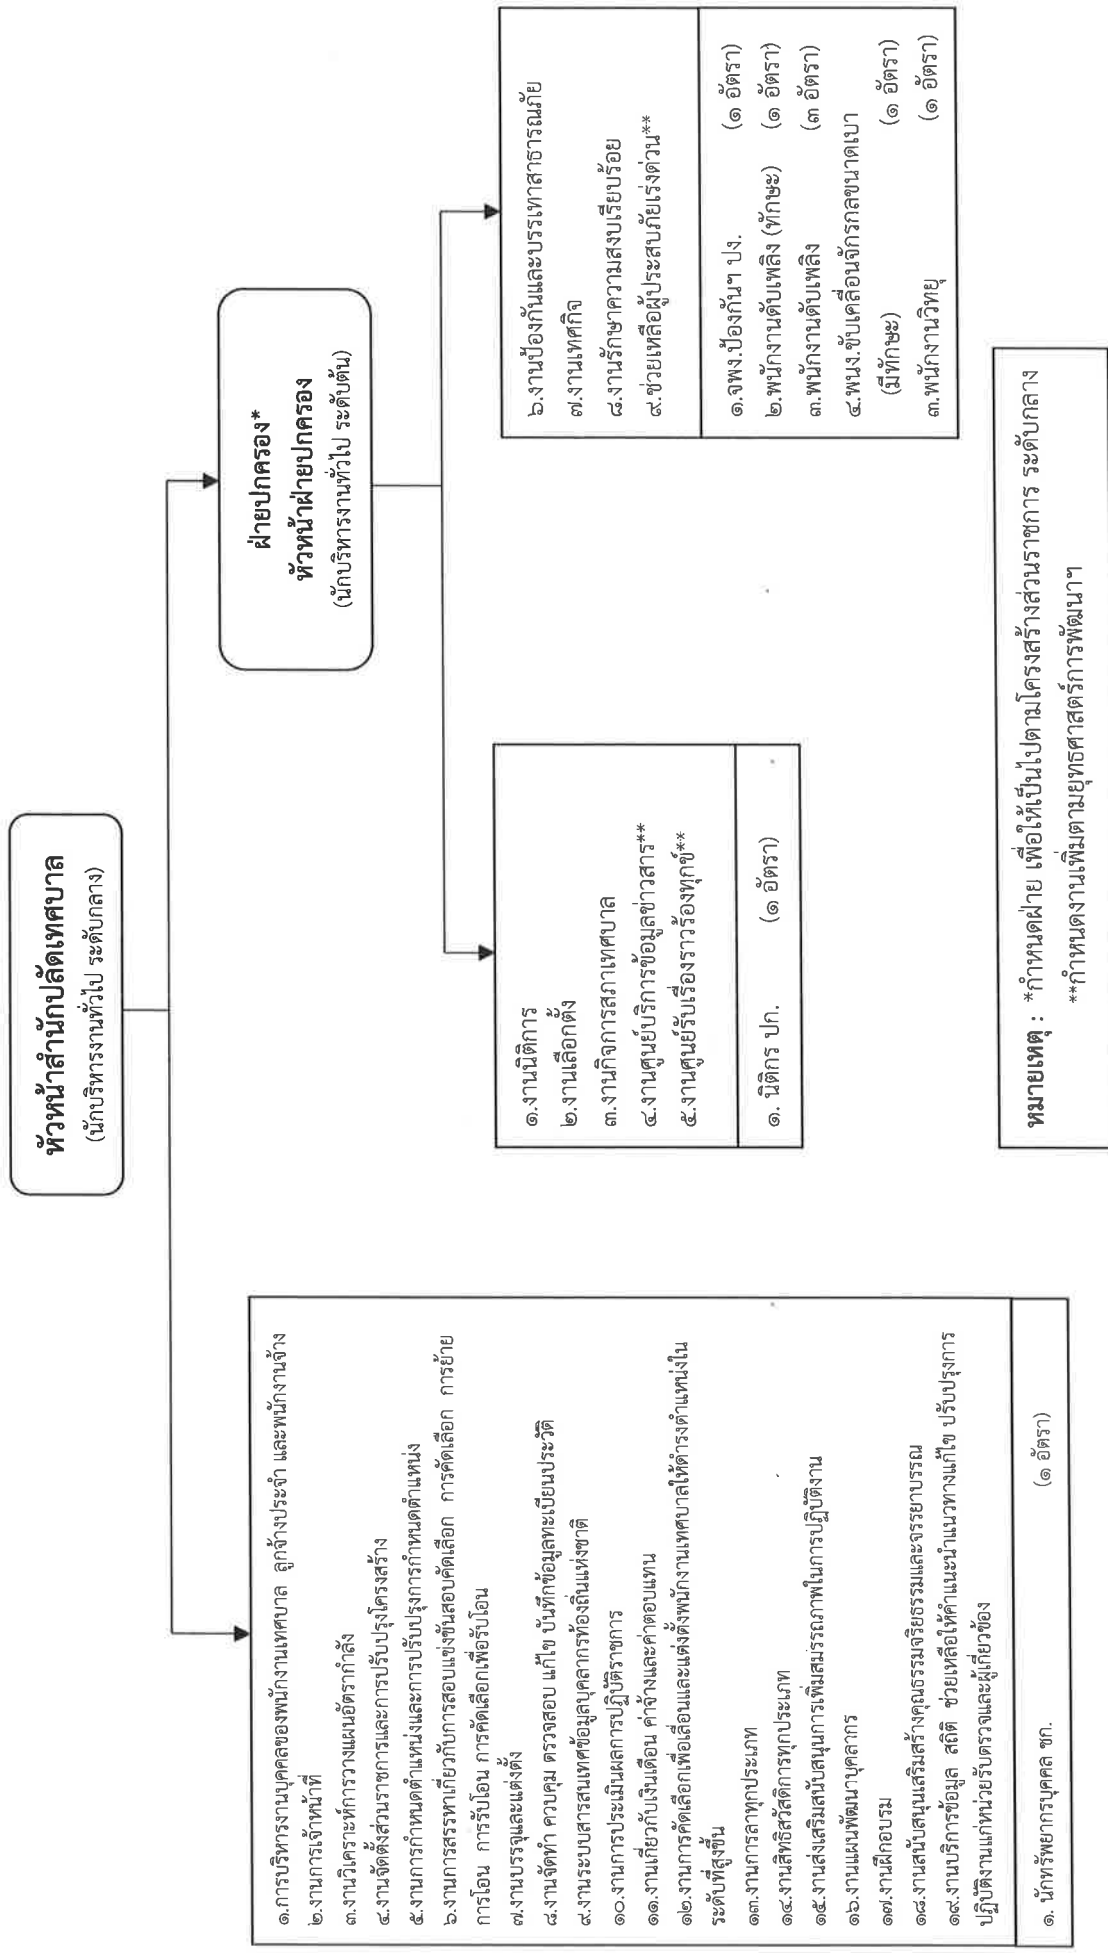 หัวหน้าสำนักปลัดเทศบาล
(นักบริหารงานทั่วไป ระดับกลาง)
๑.การบริหารงานบุคคลของพนักงานเทศบาล ลูกจ้างประจำ และพนักงานจ้าง
๒.งานการเจ้าหน้าที่
๓.งานวิเคราะห์การวางแผนอัตรากำลัง
๔.งานจัดตั้งส่วนราชการและการปรับปรุงโครงสร้าง
๕.งานการกำหนดตำแหน่งและการปรับปรุงการกำหนดตำแหน่ง
๖.งานการสรรหาเกี่ยวกับการสอบแข่งขันสอบคัดเลือก การคัดเลือก การย้าย
การโอน การรับโอน การคัดเลือกเพื่อรับโอน
๗.งานบรรจุและแต่งตั้ง
๘.งานจัดทำ ควบคุม ตรวจสอบ แก้ไข บันทึกข้อมูลทะเบียนประวัติ
๙.งานระบบสารสนเทศข้อมูลบุคลากรท้องถิ่นแห่งชาติ
๑๐.งานการประเมินผลการปฏิบัติราชการ
๑๑.งานเกี่ยวกับเงินเดือน ค่าจ้างและค่าตอบแทน
๑๒.งานการคัดเลือกเพื่อเลื่อนและแต่งตั้งพนักงานเทศบาลให้ดำรงตำแหน่งใน
ระดับที่สูงขึ้น
๑๓.งานการลาทุกประเภท
๑๔.งานสิทธิสวัสดิการทุกประเภท
๑๕.งานส่งเสริมสนับสนุนการเพิ่มสมรรถภาพในการปฏิบัติงาน
๑๖.งานแผนพัฒนาบุคลากร
๑๗.งานฝึกอบรม
๑๘.งานสนับสนุนเสริมสร้างคุณธรรมจริยธรรมและจรรยาบรรณ
๑๙.งานบริการข้อมูล สถิติ ช่วยเหลือให้คำแนะนำแนวทางแก้ไข ปรับปรุงการ
ปฏิบัติงานแก่หน่วยรับตรวจและผู้เกี่ยวข้อง
๑. นักทรัพยากรบุคคล ชก. (๑ อัตรา)
ฝ่ายปกครอง*
หัวหน้าฝ่ายปกครอง
(นักบริหารงานทั่วไป ระดับต้น)
๑.งานนิติการ
๒.งานเลือกตั้ง
๓.งานกิจการสภาเทศบาล
๔.งานศูนย์บริการข้อมูลข่าวสาร**
๕.งานศูนย์รับเรื่องราวร้องทุกข์**
๑. นิติกร ปก. (๑ อัตรา)
๖.งานป้องกันและบรรเทาสาธารณภัย
๗.งานเทศกิจ
๘.งานรักษาความสงบเรียบร้อย
๙.ช่วยเหลือผู้ประสบภัยเร่งด่วน**
๑.จพง.ป้องกันฯ ปง. (๑ อัตรา)
๒.พนักงานดับเพลิง (ทักษะ) (๑ อัตรา)
๓.พนักงานดับเพลิง (๓ อัตรา)
๔.พนง.ขับเคลื่อนจักรกลขนาดเบา
(มีทักษะ) (๑ อัตรา)
๓.พนักงานวิทยุ (๑ อัตรา)
หมายเหตุ : *กำหนดฝ่าย เพื่อให้เป็นไปตามโครงสร้างส่วนราชการ ระดับกลาง
**กำหนดงานเพิ่มตามยุทธศาสตร์การพัฒนาฯ